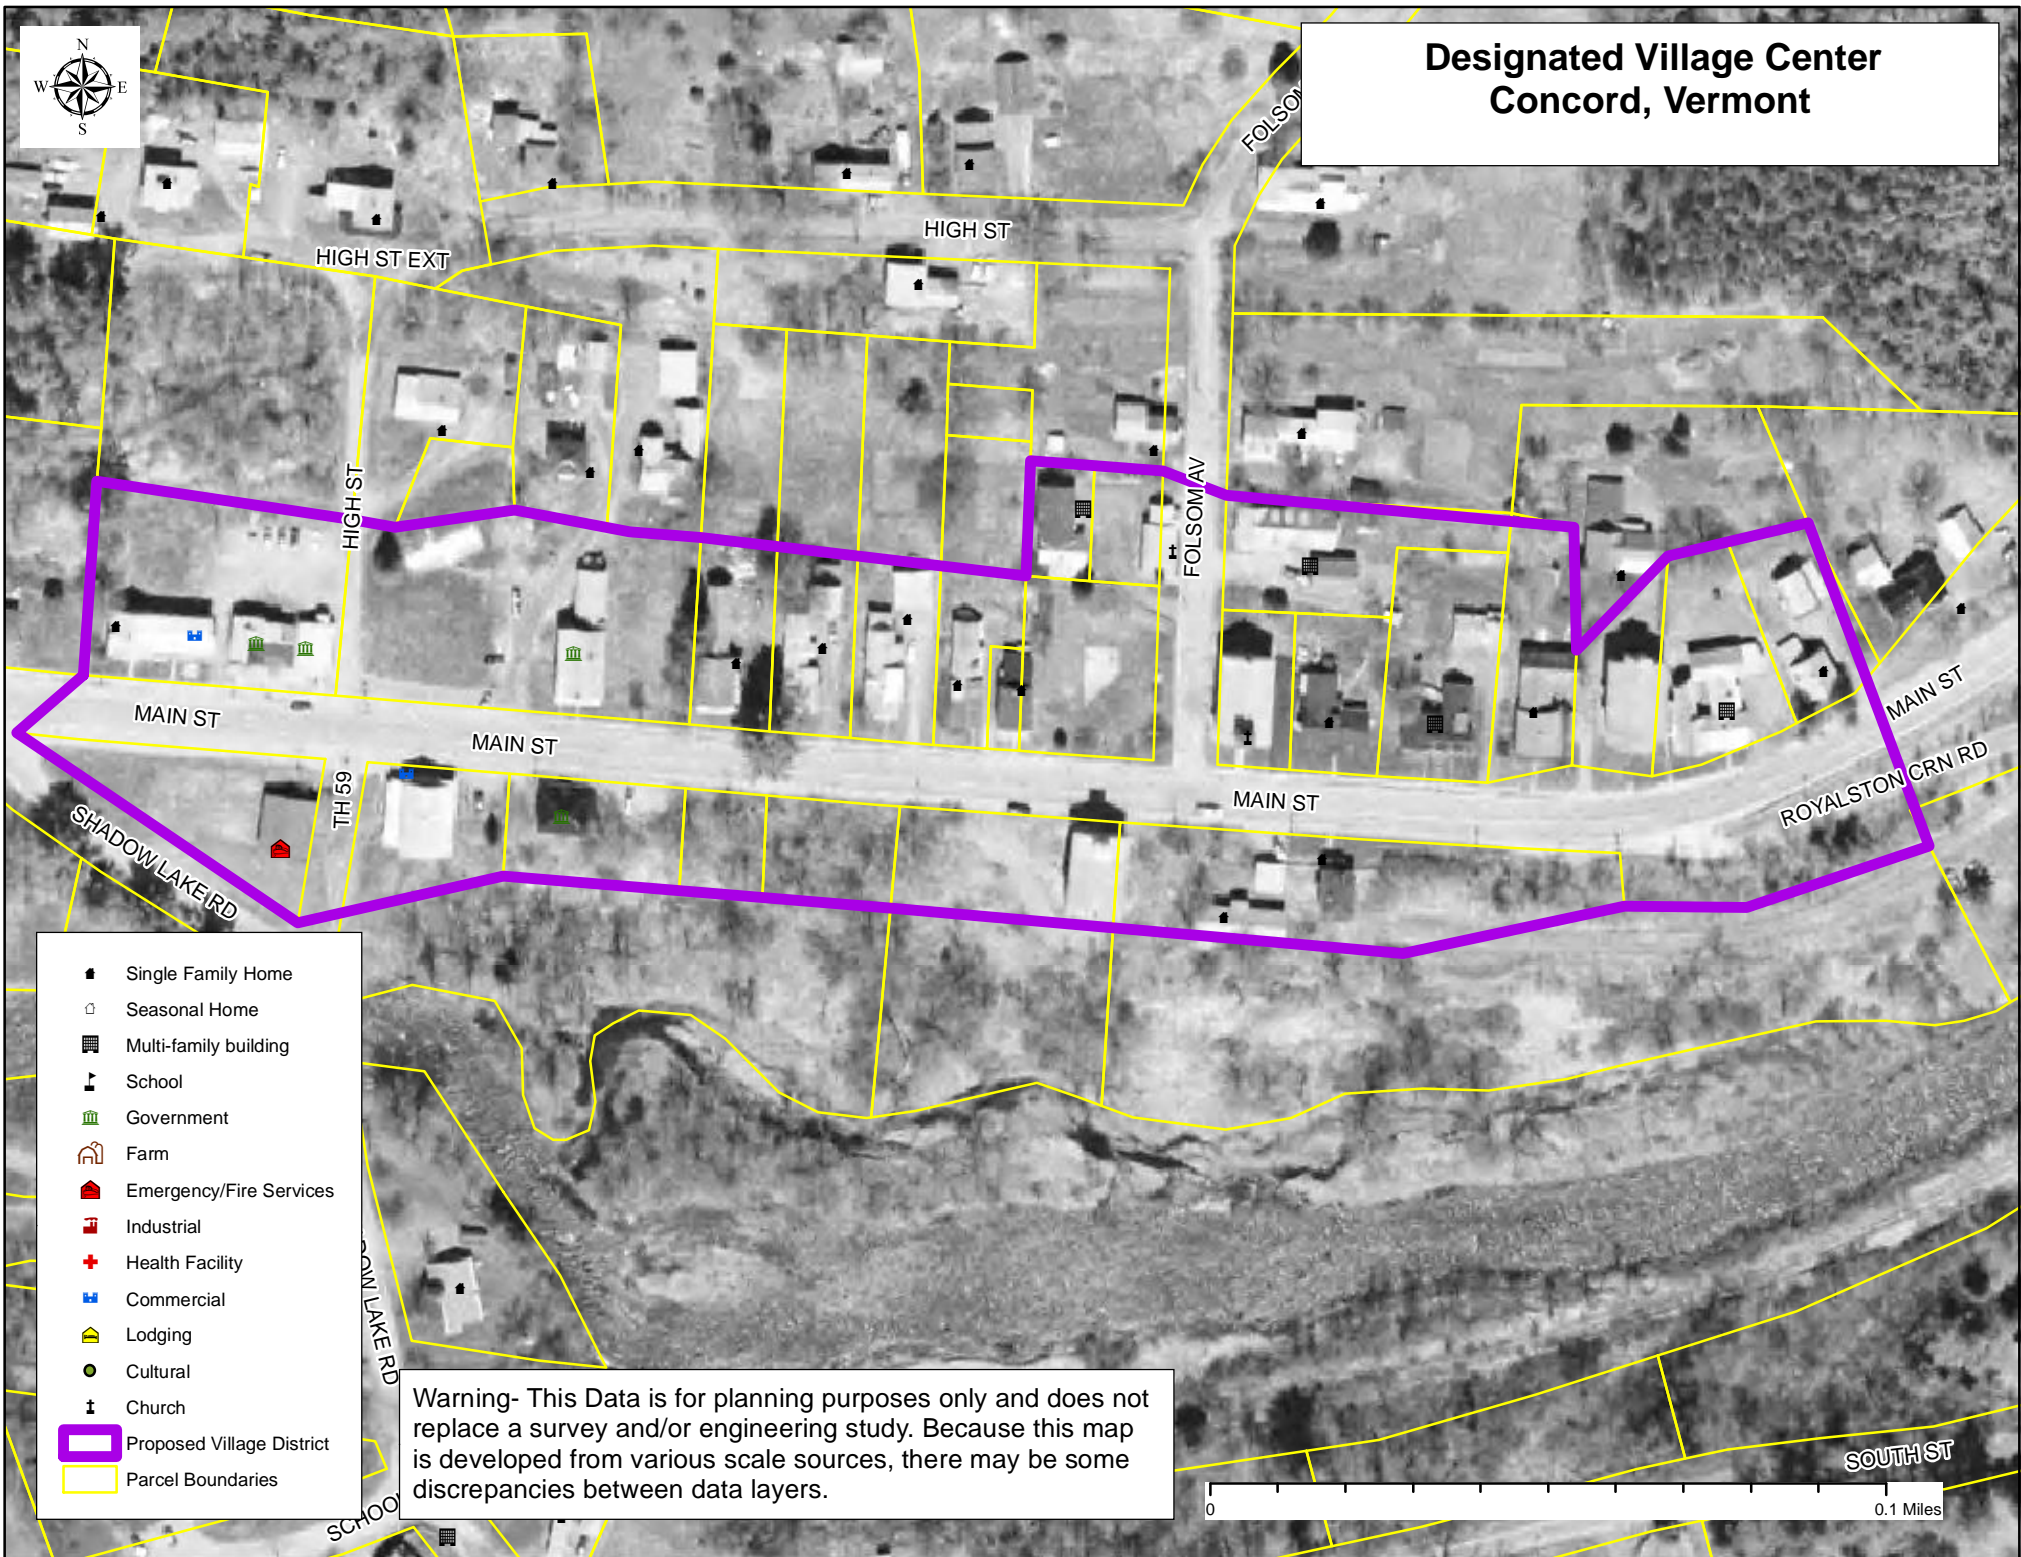 Designated Village Center
Concord, Vermont
N
W E
S
FOLSOM
HIGH ST
HIGH ST EXT
HIGH ST
FOLSOM AV
MAIN ST
MAIN ST
MAIN ST
MAIN ST
ROYALSTON CRN RD
TH 59
SHADOW LAKE RD
Single Family Home
Seasonal Home
Multi-family building
School
Government
Farm
Emergency/Fire Services
Industrial
Health Facility
Commercial
Lodging
Cultural
Church
Proposed Village District
Parcel Boundaries
DOW LAKE RD
SCHOO
Warning- This Data is for planning purposes only and does not
replace a survey and/or engineering study. Because this map
is developed from various scale sources, there may be some
discrepancies between data layers.
SOUTH ST
0 0.1 Miles